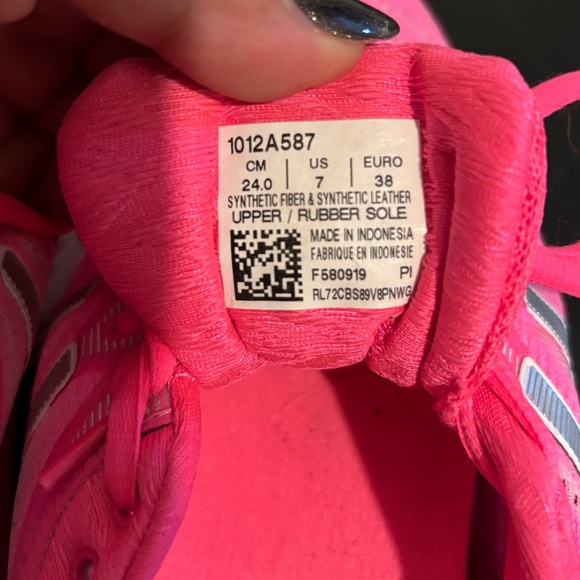 1012A587
CM US EURO
24.0 7 38
SYNTHETIC FIBER & SYNTHETIC LEATHER
UPPER / RUBBER SOLE
MADE IN INDONESIA
FABRIQUE EN INDONESIE
F580919 PI
RL72CBS89V8PNWG